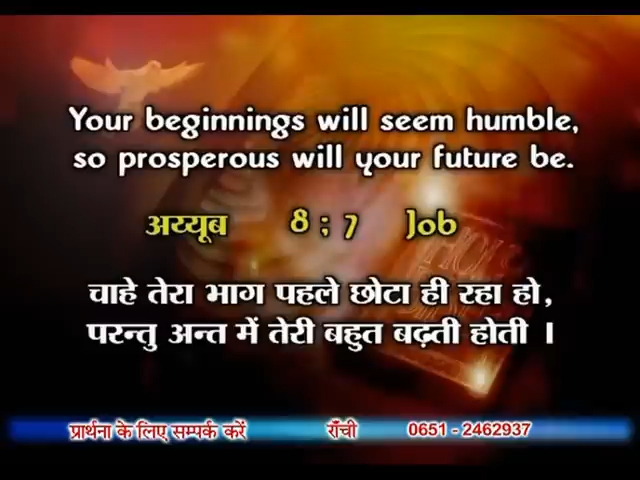 Your beginnings will seem humble,
so prosperous will your future be.
अय्यूब 8 ; 7 Job
चाहे तेरा भाग पहले छोटा ही रहा हो,
परन्तु अन्त में तेरी बहुत बढ़ती होती ।
प्रार्थना के लिए सम्पर्क करें राँची 0651 - 2462937